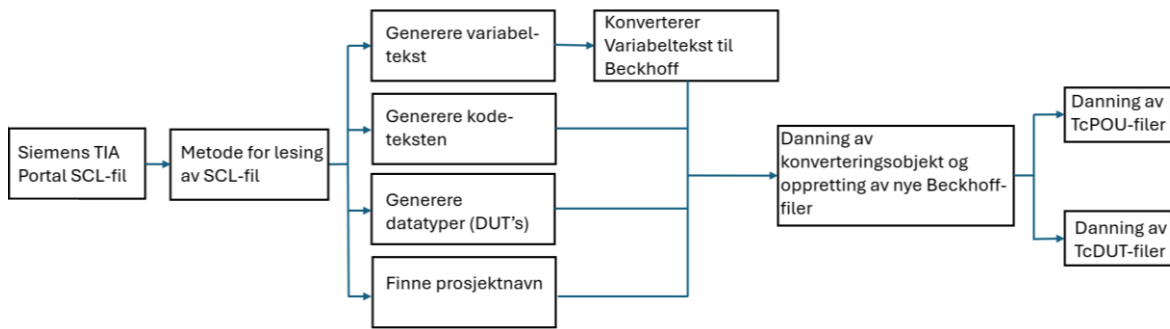 Siemens TIA
Portal SCL-fil
Metode for lesing
av SCL-fil
Generere variabel-
tekst
Generere kode-
teksten
Generere
datatyper (DUT's)
Finne prosjektnavn
Konverterer
Variabeltekst til
Beckhoff
Danning av
konverteringsobjekt og
oppretting av nye Beckhoff-
filer
Danning av
TcPOU-filer
Danning av
TcDUT-filer